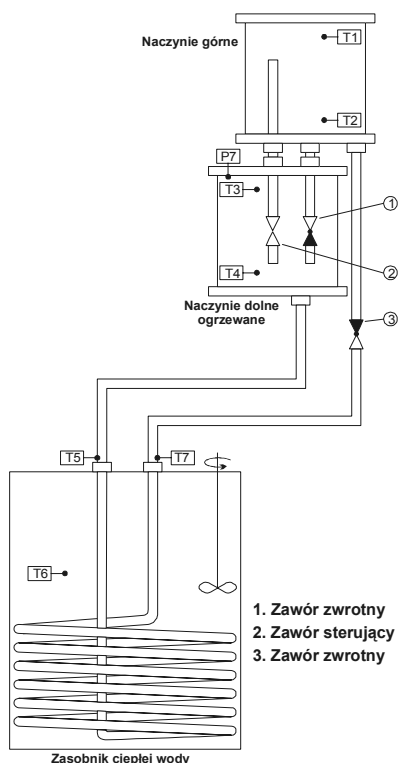 Naczynie górne
T1
T2
P7
T3
1
T4
2
Naczynie dolne
ogrzewane
3
T5
T7
T6
1. Zawór zwrotny
2. Zawór sterujący
3. Zawór zwrotny
Zasobnik ciepłej wody